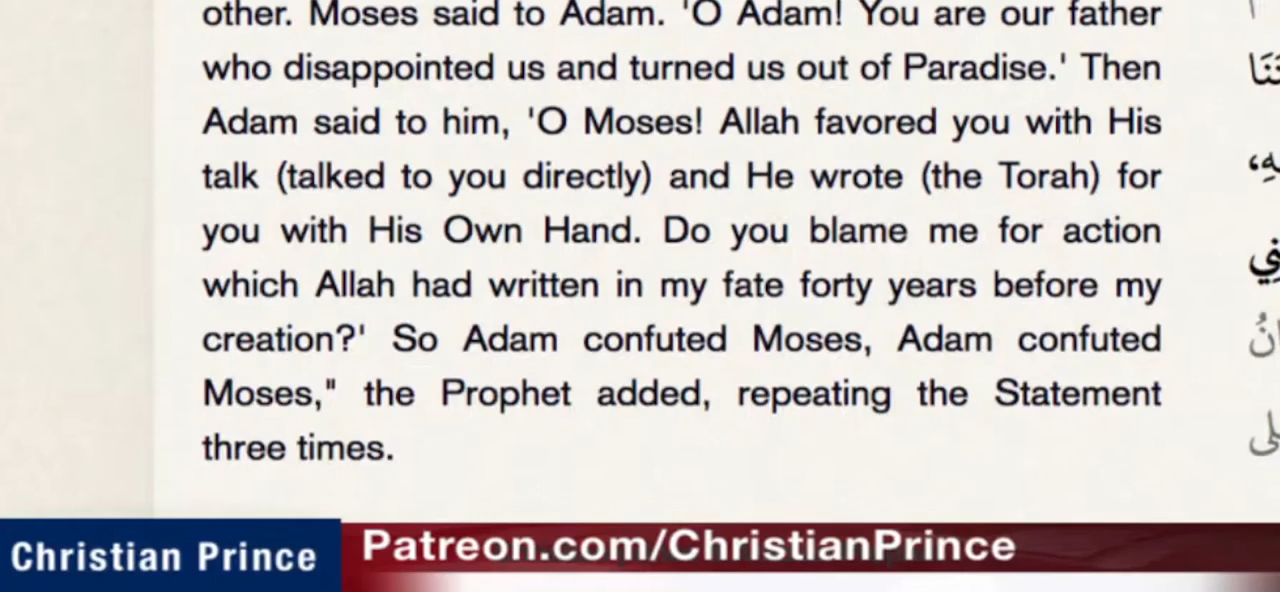 other. Moses said to Adam. 'O Adam! You are our father
who disappointed us and turned us out of Paradise.' Then
Adam said to him, 'O Moses! Allah favored you with His
talk (talked to you directly) and He wrote (the Torah) for
you with His Own Hand. Do you blame me for action
which Allah had written in my fate forty years before my
creation?' So Adam confuted Moses, Adam confuted
Moses," the Prophet added, repeating the Statement
three times.
Christian Prince
Patreon.com/ChristianPrince